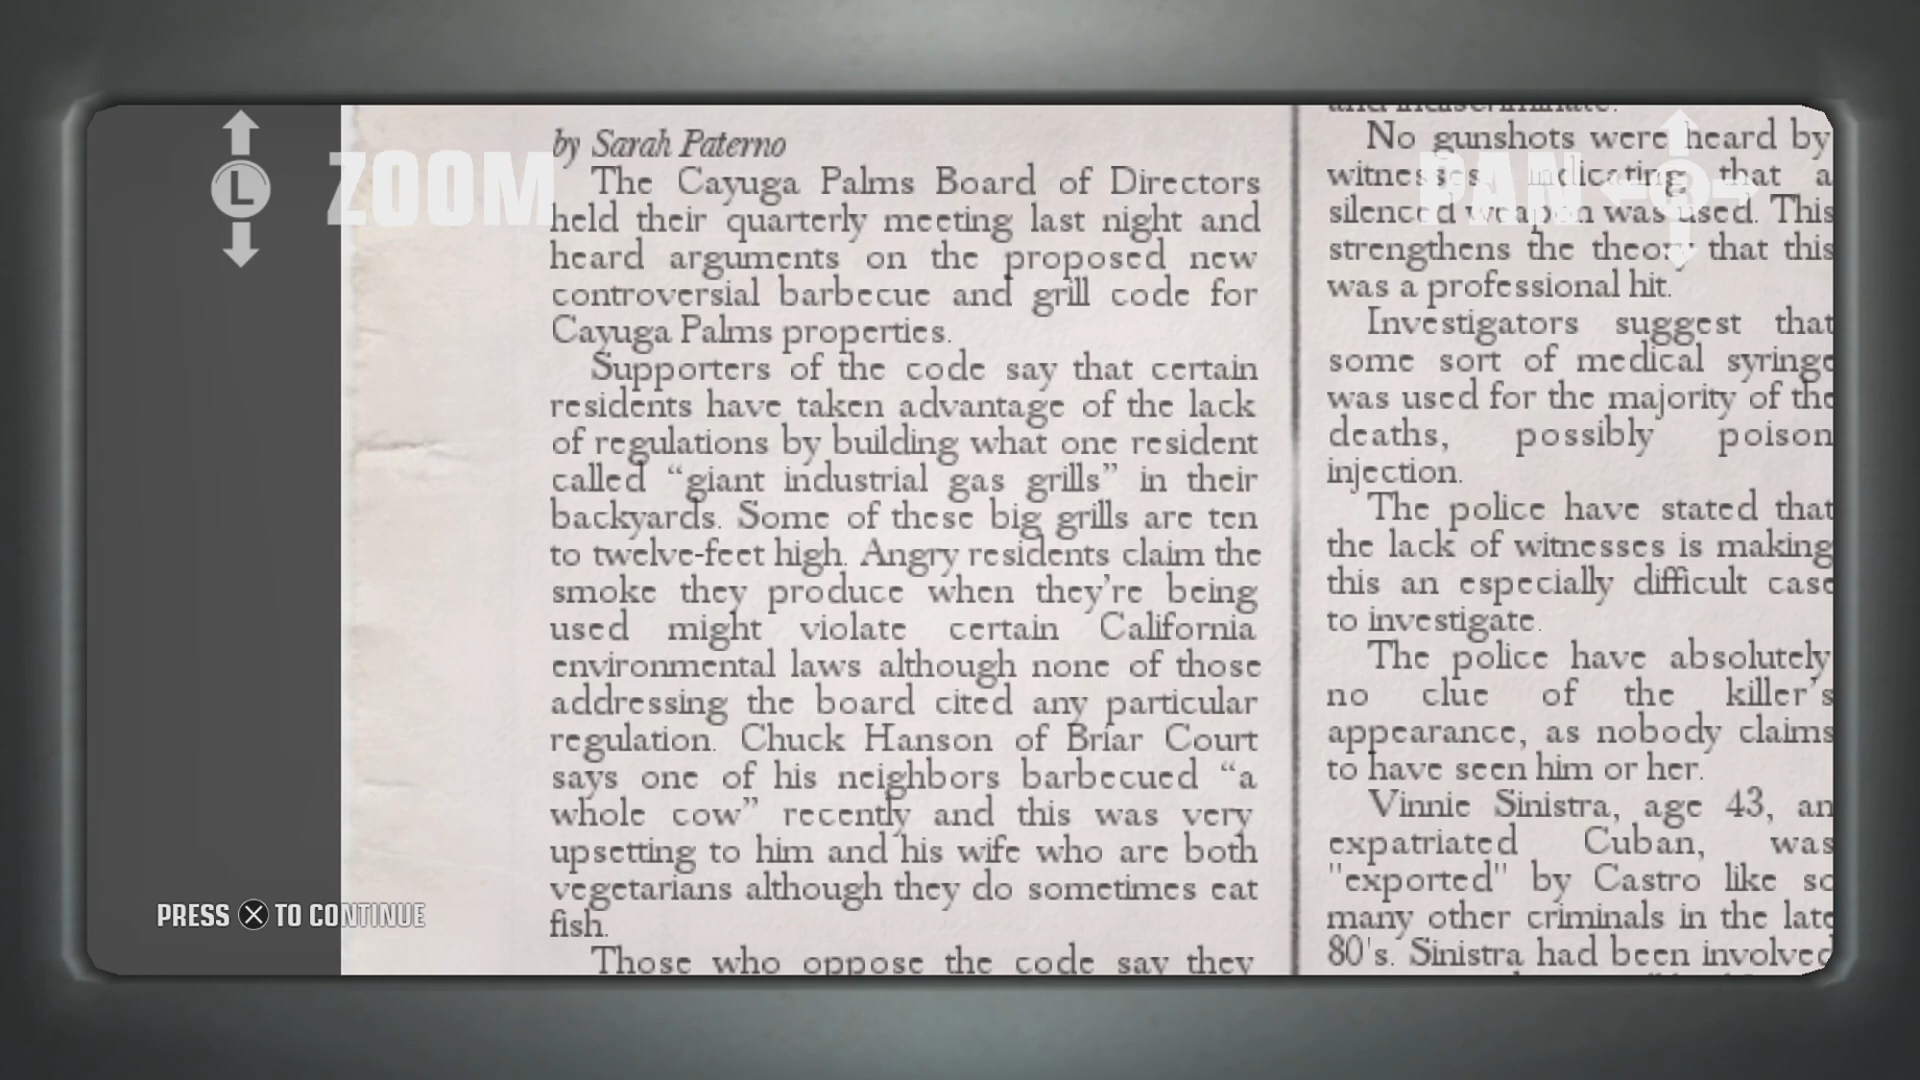 ZOOM
L
PAN
R
by Sarah Paterno
The Cayuga Palms Board of Directors
held their quarterly meeting last night and
heard arguments on the proposed new
controversial barbecue and grill code for
Cayuga Palms properties.
Supporters of the code say that certain
residents have taken advantage of the lack
of regulations by building what one resident
called “giant industrial gas grills” in their
backyards. Some of these big grills are ten
to twelve-feet high. Angry residents claim the
smoke they produce when they’re being
used might violate certain California
environmental laws although none of those
addressing the board cited any particular
regulation. Chuck Hanson of Briar Court
says one of his neighbors barbecued “a
whole cow” recently and this was very
upsetting to him and his wife who are both
vegetarians although they do sometimes eat
fish.
Those who oppose the code say they
and indiscriminate.
No gunshots were heard by
witnesses, indicating that a
silenced weapon was used. This
strengthens the theory that this
was a professional hit.
Investigators suggest that
some sort of medical syringe
was used for the majority of the
deaths, possibly poison
injection.
The police have stated that
the lack of witnesses is making
this an especially difficult case
to investigate.
The police have absolutely
no clue of the killer's
appearance, as nobody claims
to have seen him or her.
Vinnie Sinistra, age 43, an
expatriated Cuban, was
"exported" by Castro like so
many other criminals in the late
80's. Sinistra had been involved
PRESS X TO CONTINUE